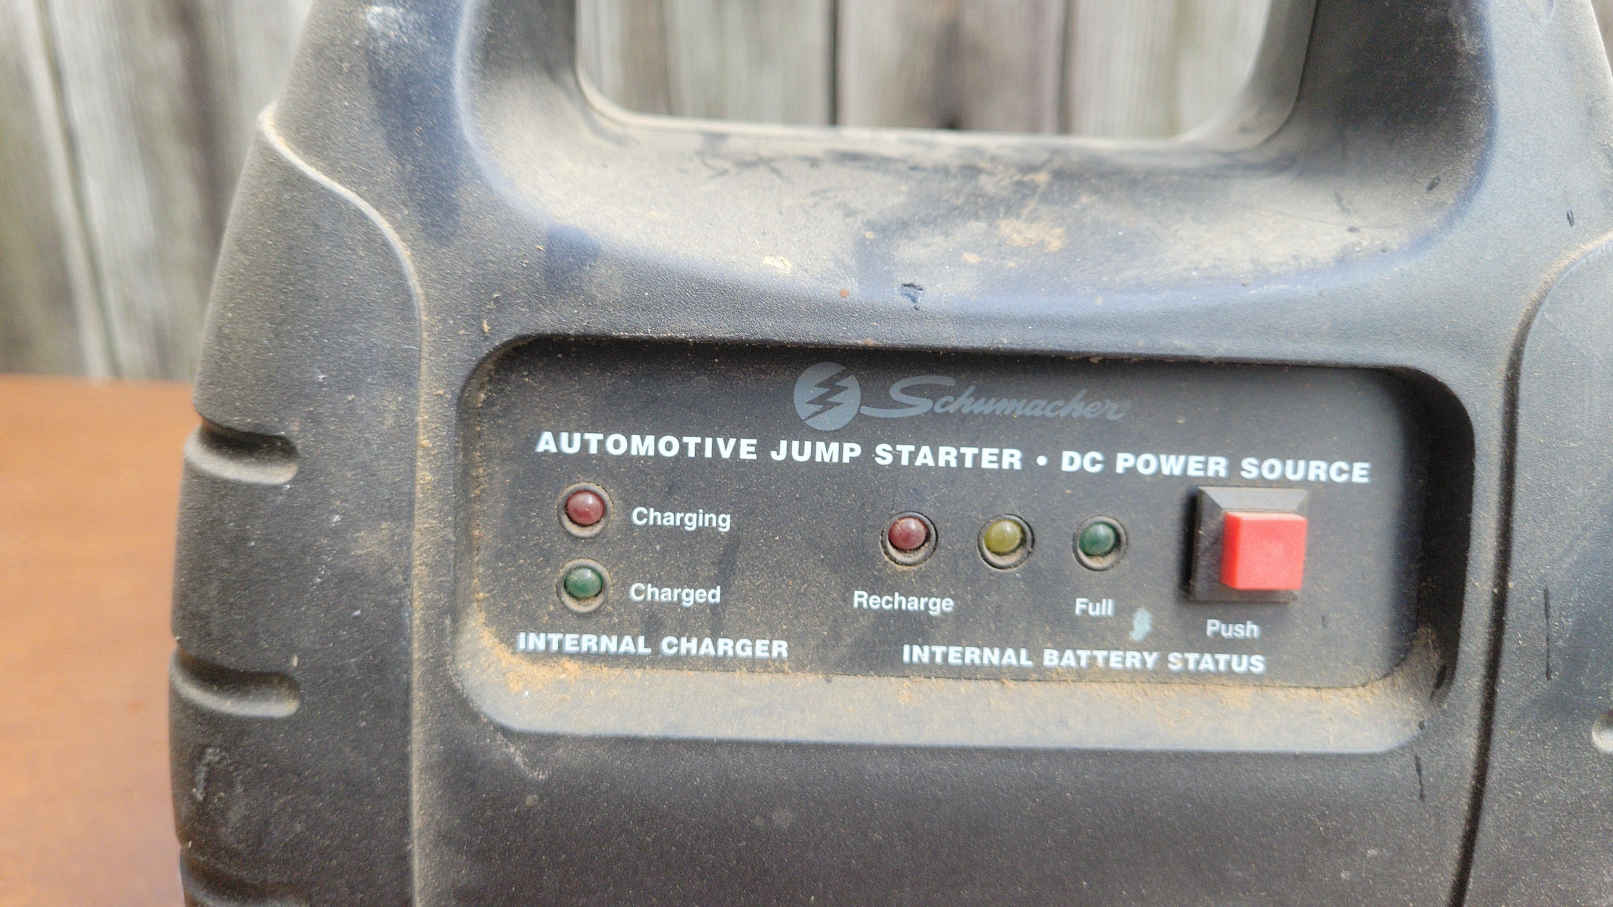 Schumacher
AUTOMOTIVE JUMP STARTER • DC POWER SOURCE
Charging
Charged
INTERNAL CHARGER
Recharge
Full
Push
INTERNAL BATTERY STATUS